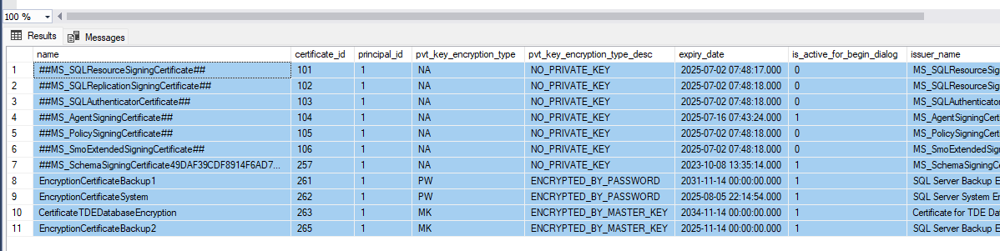 100 %
Results Messages
name certificate_id principal_id pvt_key_encryption_type pvt_key_encryption_type_desc expiry_date is_active_for_begin_dialog issuer_name
1 ##MS_SQLResourceSigningCertificate## 101 1 NA NO_PRIVATE_KEY 2025-07-02 07:48:17.000 0 MS_SQLResourceSig
2 ##MS_SQLReplicationSigningCertificate## 102 1 NA NO_PRIVATE_KEY 2025-07-02 07:48:18.000 0 MS_SQLResourceSig
3 ##MS_SQLAuthenticatorCertificate## 103 1 NA NO_PRIVATE_KEY 2025-07-02 07:48:18.000 0 MS_SQLAuthenticator
4 ##MS_AgentSigningCertificate## 104 1 NA NO_PRIVATE_KEY 2025-07-16 07:43:24.000 1 MS_AgentSigningCerti
5 ##MS_PolicySigningCertificate## 105 1 NA NO_PRIVATE_KEY 2025-07-02 07:48:18.000 0 MS_PolicySigningCerti
6 ##MS_SmoExtendedSigningCertificate## 106 1 NA NO_PRIVATE_KEY 2025-07-02 07:48:18.000 0 MS_SmoExtendedSign
7 ##MS_SchemaSigningCertificate49DAF39CDF8914F6AD7... 257 1 NA NO_PRIVATE_KEY 2023-10-08 13:35:14.000 1 MS_SchemaSigningCe
8 EncryptionCertificateBackup1 261 1 PW ENCRYPTED_BY_PASSWORD 2031-11-14 00:00:00.000 1 SQL Server Backup E
9 EncryptionCertificateSystem 262 1 PW ENCRYPTED_BY_PASSWORD 2025-08-05 22:14:54.000 1 SQL Server System En
10 CertificateTDEDatabaseEncryption 263 1 MK ENCRYPTED_BY_MASTER_KEY 2034-11-14 00:00:00.000 1 Certificate for TDE Dat
11 EncryptionCertificateBackup2 265 1 MK ENCRYPTED_BY_MASTER_KEY 2025-11-14 00:00:00.000 1 SQL Server Backup E